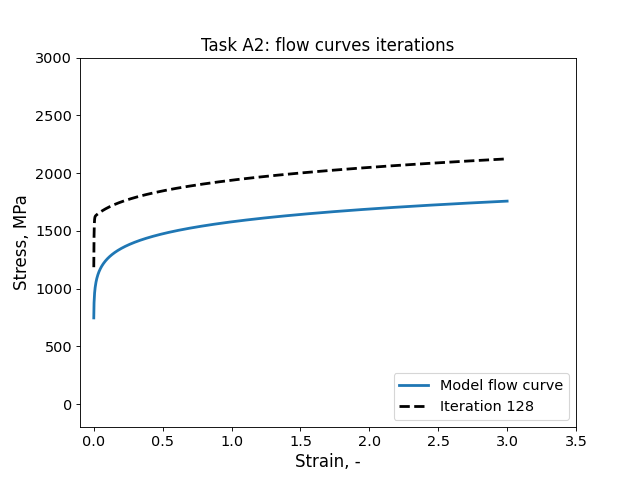 Task A2: flow curves iterations
3000
2500
2000
1500
1000
500
0
Stress, MPa
0.0 0.5 1.0 1.5 2.0 2.5 3.0 3.5
Strain, -
Model flow curve
Iteration 128